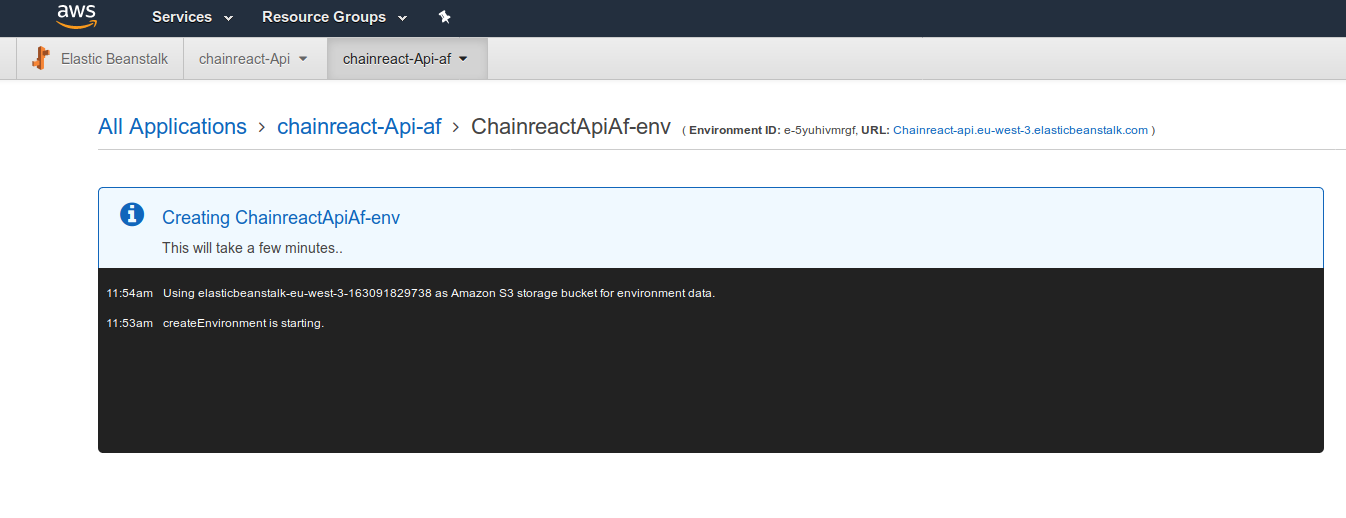 aws Services Resource Groups
Elastic Beanstalk chainreact-Api chainreact-Api-af
All Applications > chainreact-Api-af > ChainreactApiAf-env ( Environment ID: e-5yuhivmrgf, URL: Chainreact-api.eu-west-3.elasticbeanstalk.com )
Creating ChainreactApiAf-env
This will take a few minutes..
11:54am Using elasticbeanstalk-eu-west-3-163091829738 as Amazon S3 storage bucket for environment data.
11:53am createEnvironment is starting.